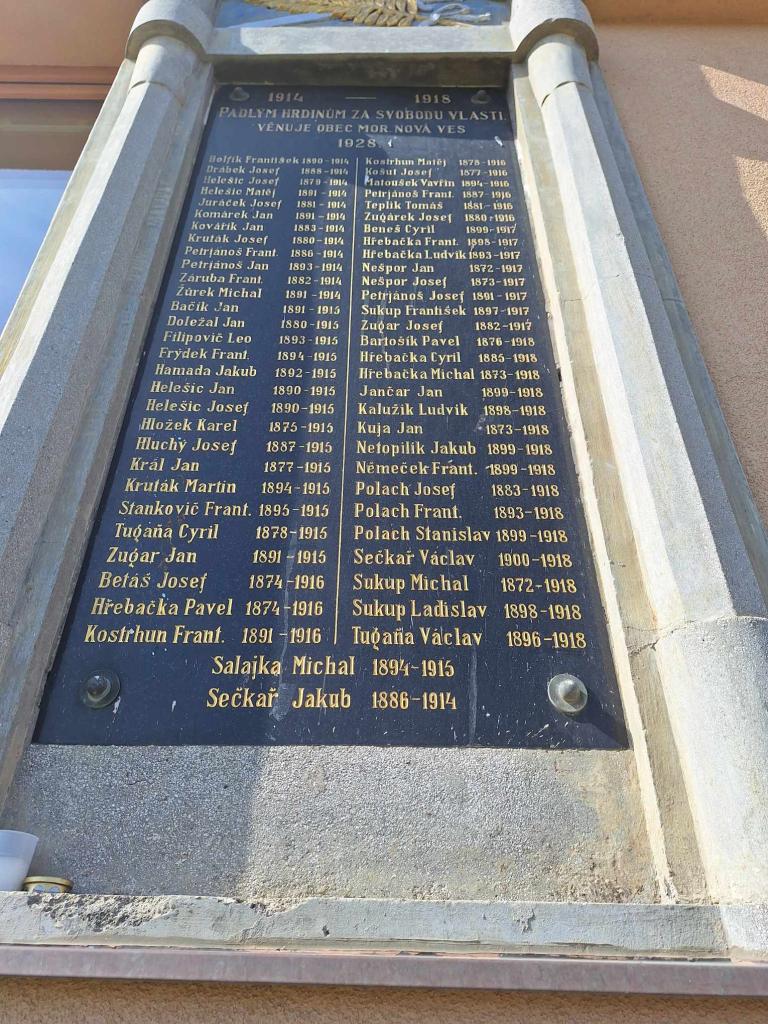 1914 — 1918
PADLÝM HRDINŮM ZA SVOBODU VLASTI
VĚNUJE OBEC MOR. NOVÁ VES
1928
Bolfík František 1890-1914
Drábek Josef 1888-1914
Helešic Josef 1879-1914
Helešic Matěj 1891-1914
Juráček Josef 1881-1914
Komárek Jan 1891-1914
Kovařík Jan 1883-1914
Kruták Josef 1880-1914
Petrjánoš Frant. 1886-1914
Petrjánoš Jan 1893-1914
Záruba Frant. 1882-1914
Žůrek Michal 1891-1914
Bačík Jan 1891-1915
Doležal Jan 1880-1915
Filipovič Leo 1893-1915
Frýdek Frant. 1894-1915
Hamada Jakub 1892-1915
Helešic Jan 1890-1915
Helešic Josef 1890-1915
Hložek Karel 1875-1915
Hluchý Josef 1887-1915
Král Jan 1877-1915
Kruták Martin 1894-1915
Stankovič Frant. 1895-1915
Tugaňa Cyril 1878-1915
Zugar Jan 1891-1915
Befáš Josef 1874-1916
Hřebačka Pavel 1874-1916
Kostrhun Frant. 1891-1916
Kostrhun Matěj 1878-1916
Košut Josef 1877-1916
Matoušek Vavřin 1894-1916
Petrjánoš Frant. 1887-1916
Teplík Tomáš 1881-1916
Zugárek Josef 1880-1916
Beneš Cyril 1899-1917
Hřebačka Frant. 1898-1917
Hřebačka Ludvík 1893-1917
Nešpor Jan 1872-1917
Nešpor Josef 1873-1917
Petrjánoš Josef 1891-1917
Sukup František 1897-1917
Zugar Josef 1882-1917
Bartošík Pavel 1876-1918
Hřebačka Cyril 1885-1918
Hřebačka Michal 1873-1918
Jančar Jan 1899-1918
Kalužík Ludvík 1898-1918
Kuja Jan 1873-1918
Netopilík Jakub 1899-1918
Němeček Frant. 1899-1918
Polach Josef 1883-1918
Polach Frant. 1893-1918
Polach Stanislav 1899-1918
Sečkař Václav 1900-1918
Sukup Michal 1872-1918
Sukup Ladislav 1898-1918
Tugaňa Václav 1896-1918
Salajka Michal 1894-1915
Sečkař Jakub 1886-1914